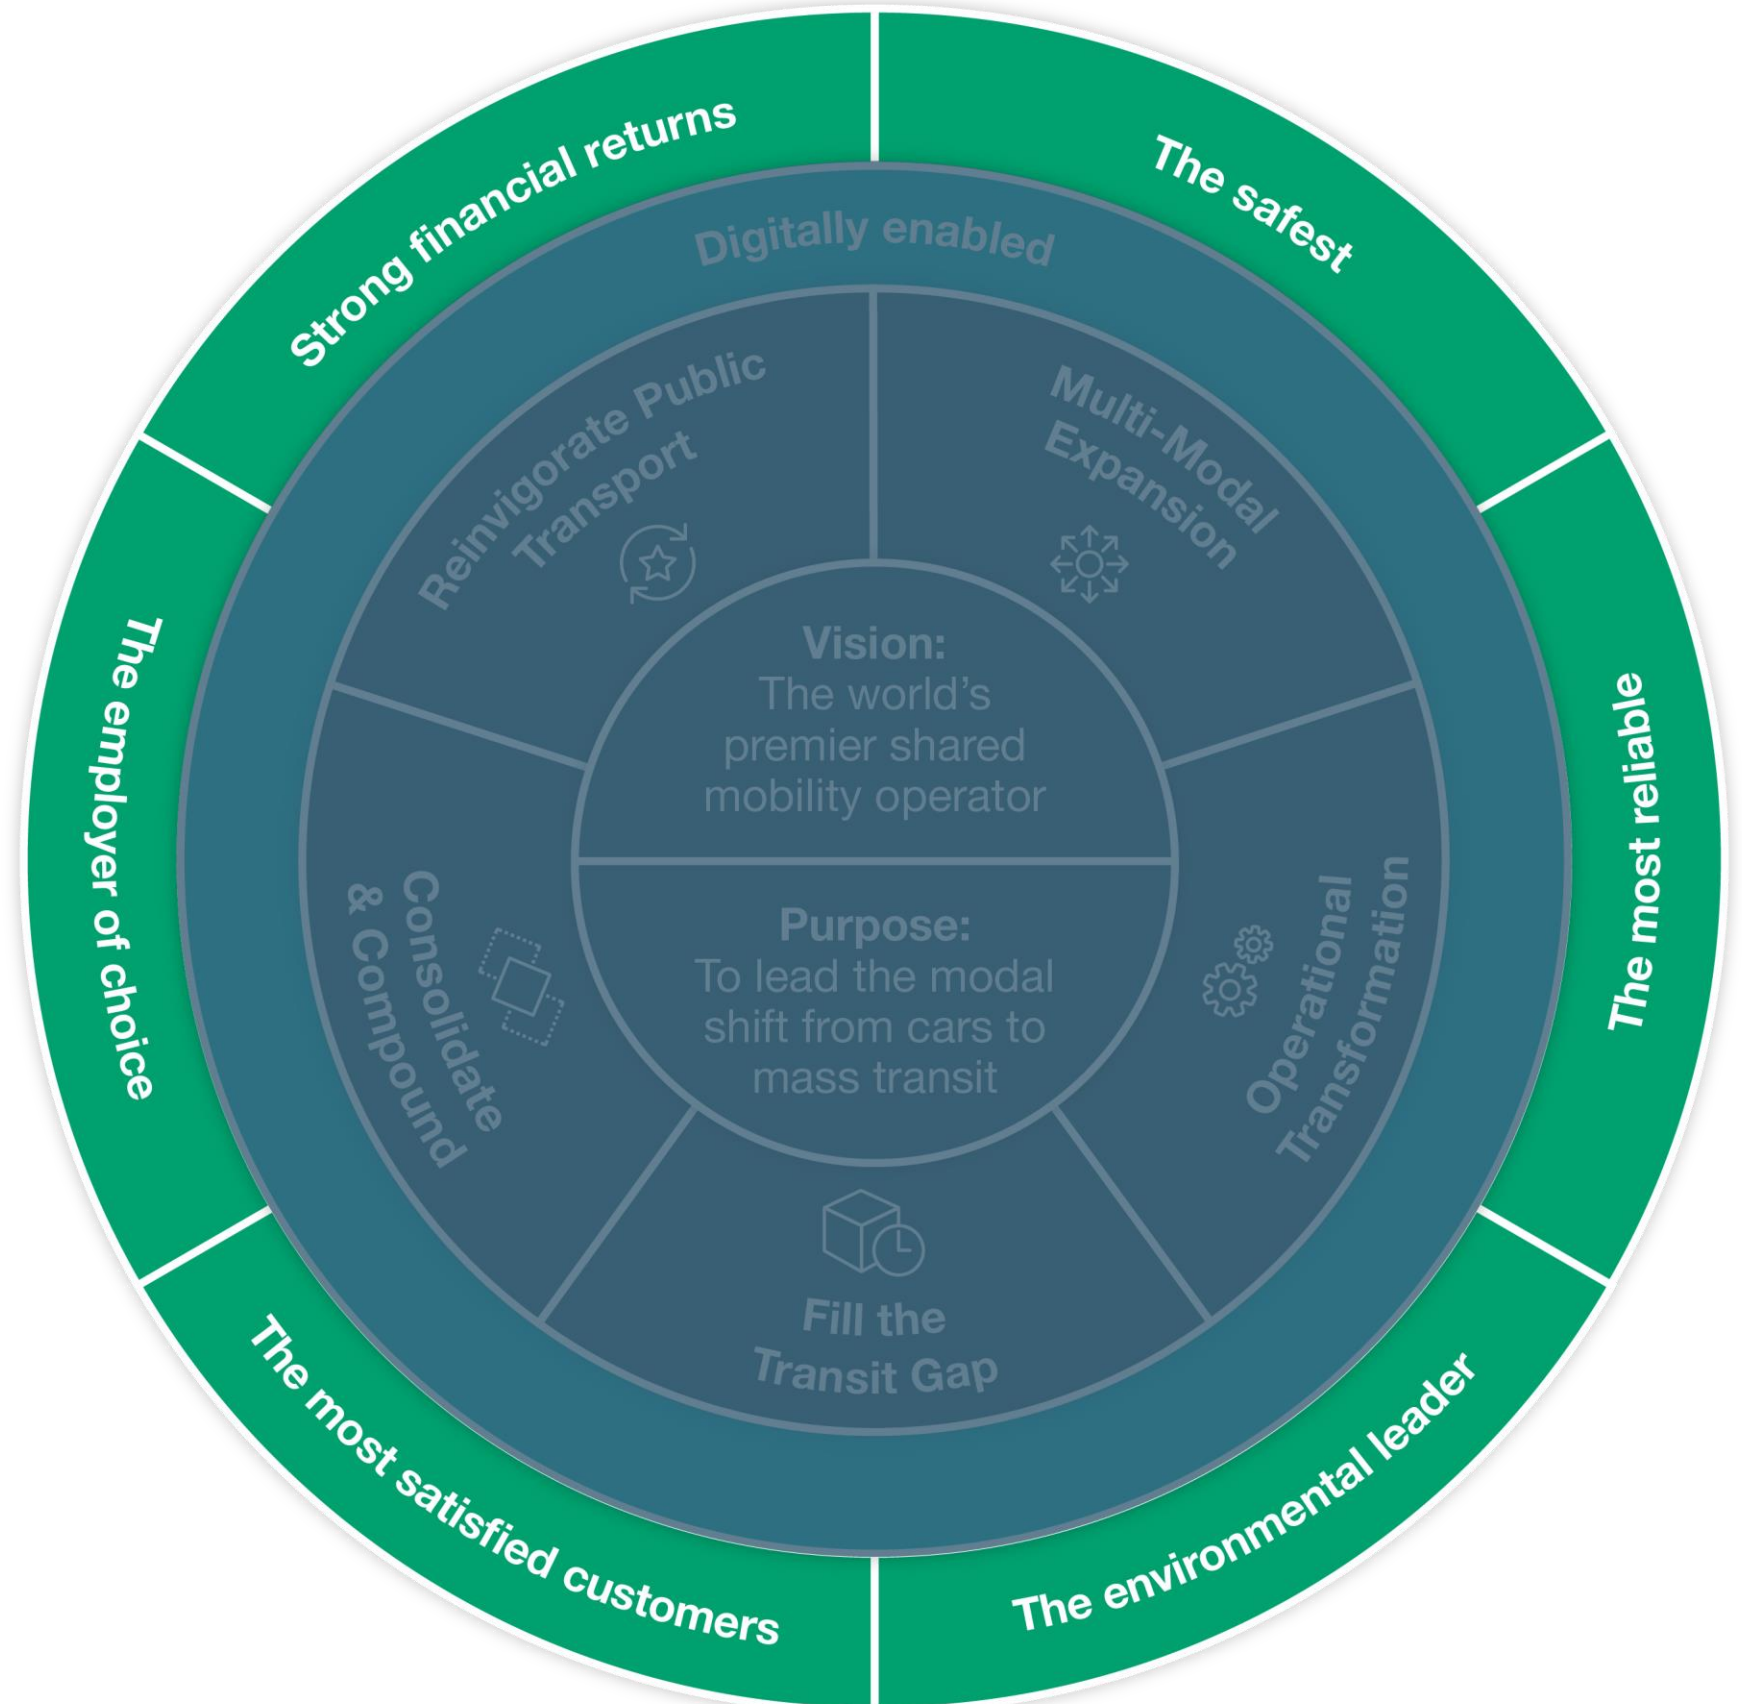 Strong financial returns
The safest
The most reliable
The environmental leader
The most satisfied customers
The employer of choice
Digitally enabled
Reinvigorate Public
Transport
Multi-Modal
Expansion
Operational
Transformation
Fill the
Transit Gap
Consolidate
& Compound
Vision:
The world’s
premier shared
mobility operator
Purpose:
To lead the modal
shift from cars to
mass transit